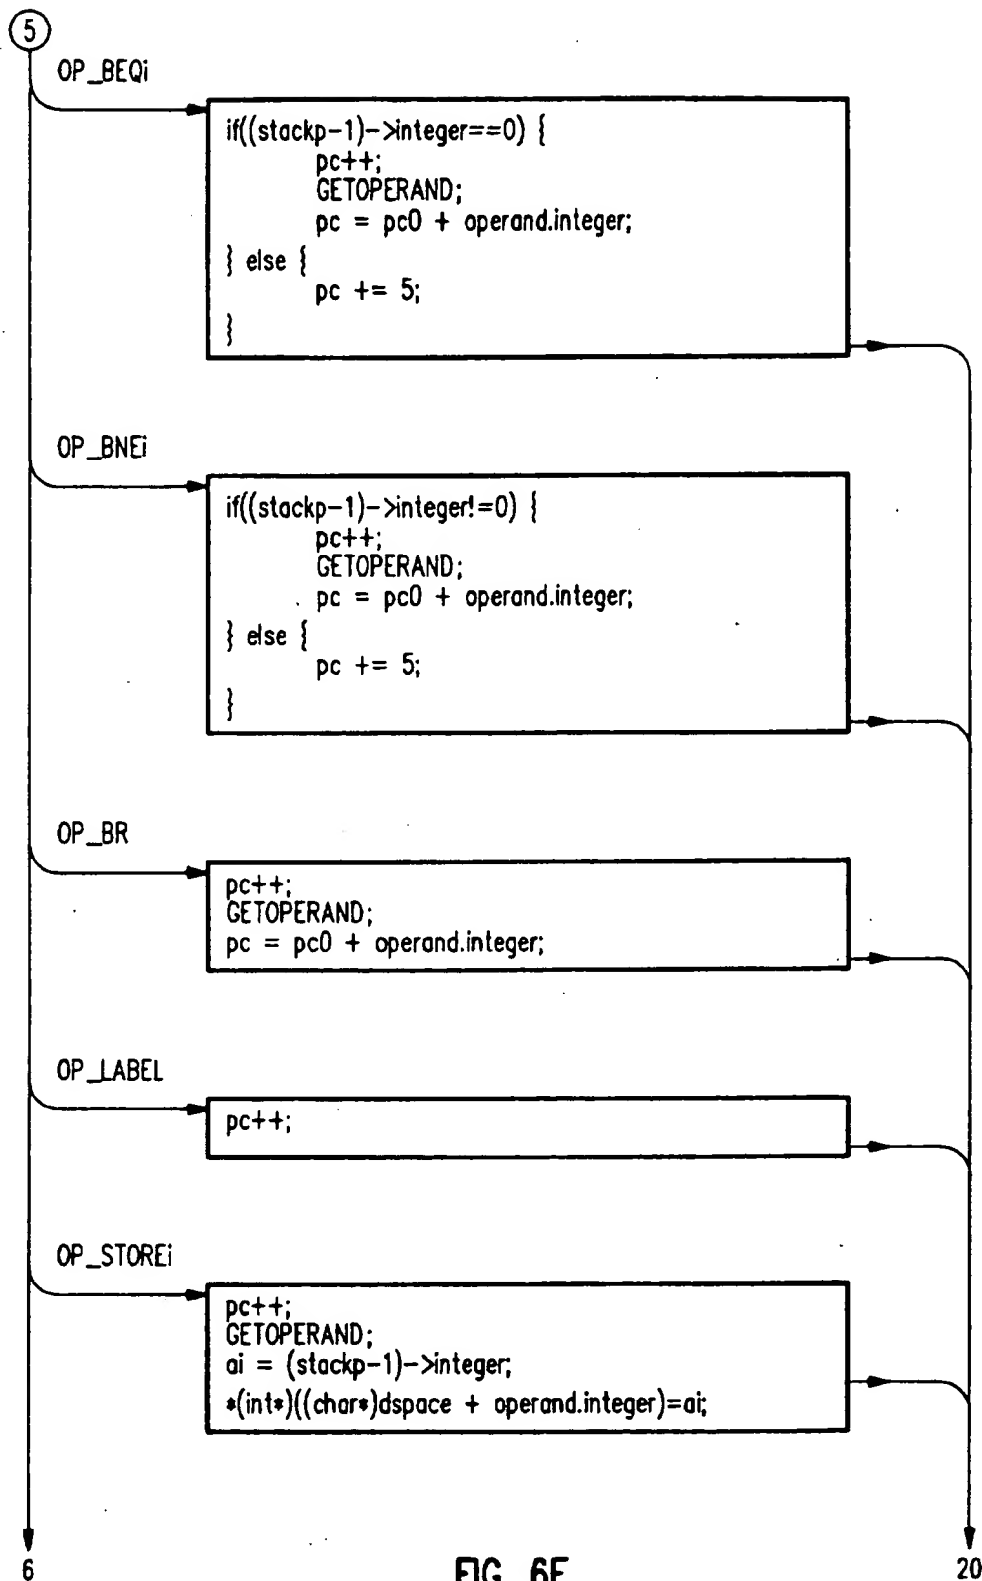 5
OP_BEQi
if((stackp-1)->integer==0) {
pc++;
GETOPERAND;
pc = pc0 + operand.integer;
} else {
pc += 5;
}
OP_BNEi
if((stackp-1)->integer!=0) {
pc++;
GETOPERAND;
pc = pc0 + operand.integer;
} else {
pc += 5;
}
OP_BR
pc++;
GETOPERAND;
pc = pc0 + operand.integer;
OP_LABEL
pc++;
OP_STOREi
pc++;
GETOPERAND;
ai = (stackp-1)->integer;
*(int*)((char*)dspace + operand.integer)=ai;
6
20